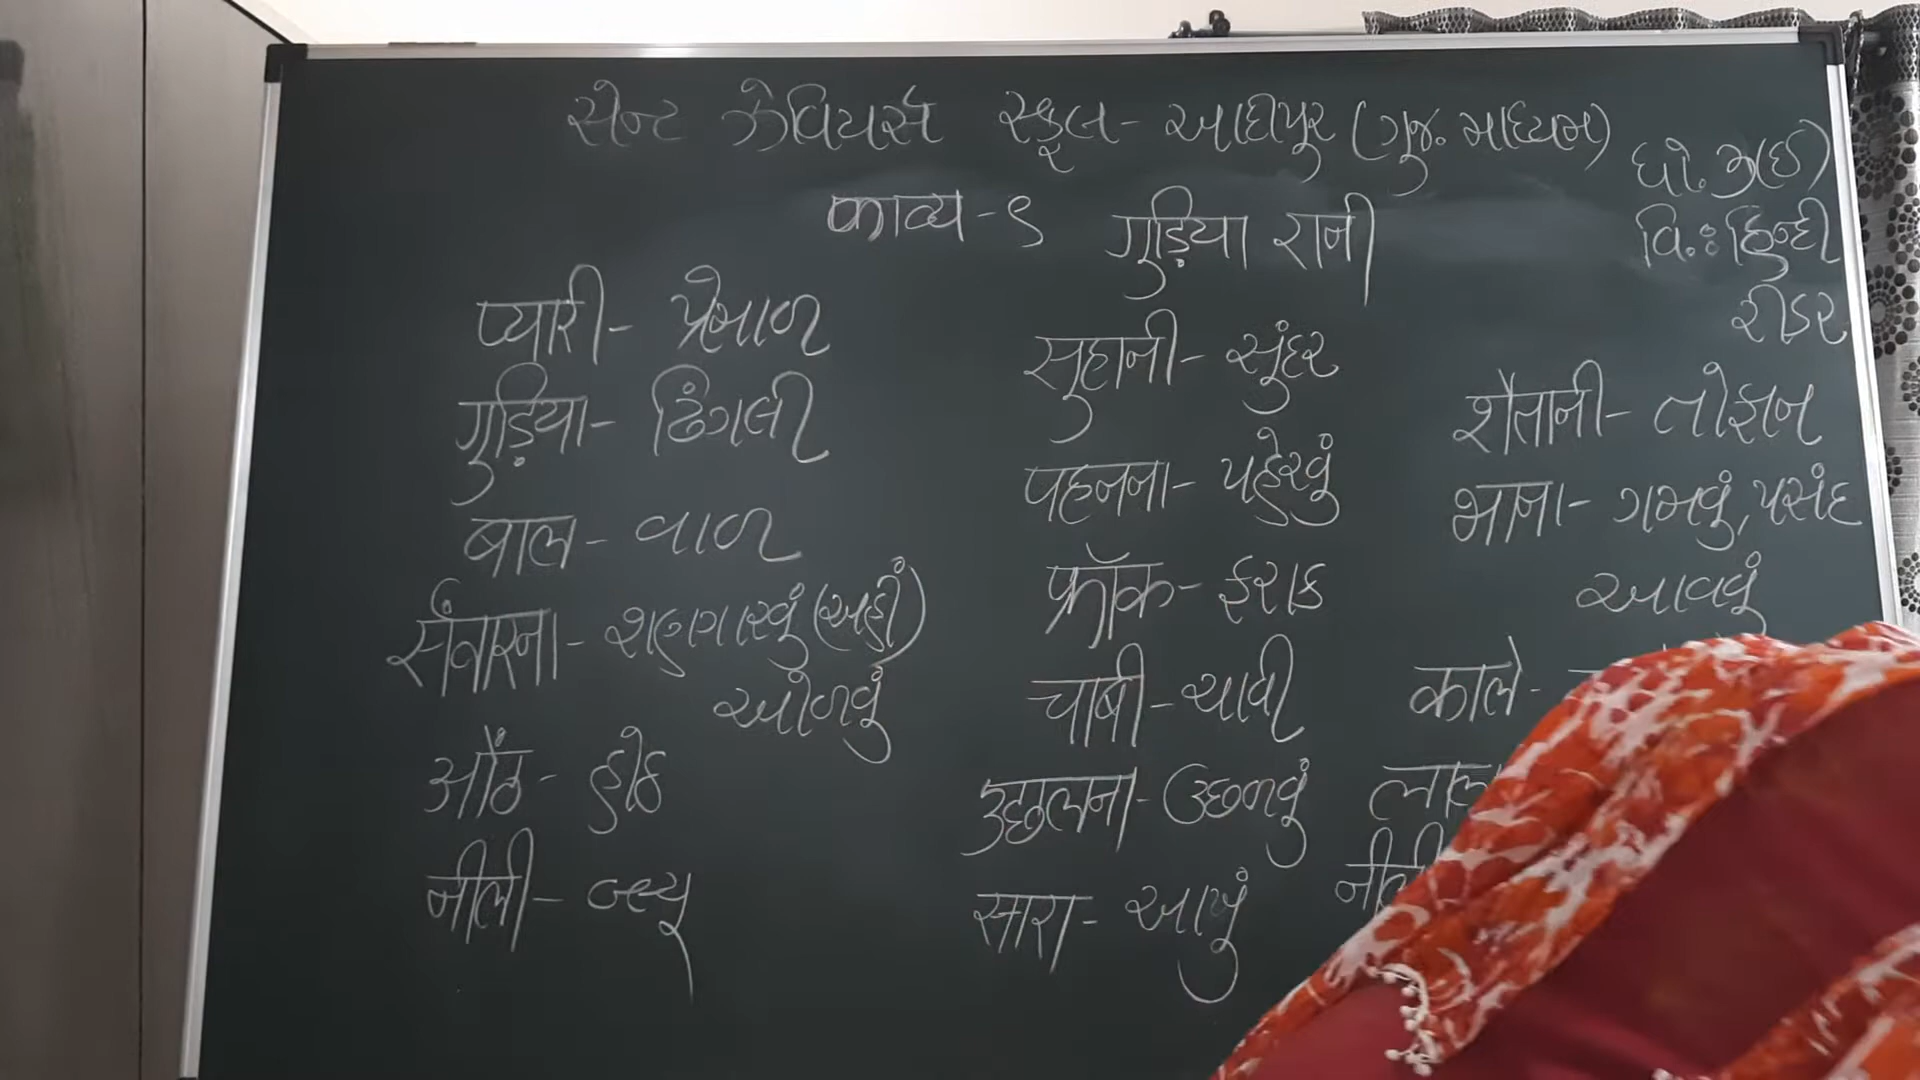 સેન્ટ ઝેવિયર્સ સ્કૂલ - આદિપુર (ગુજ. માધ્યમ)
ધો. ૩(ઈ)
काव्य - ९ गुड़िया रानी
વિ.: હિન્દી
રીડર
प्यारी - પ્રેમાળ
गुड़िया - ઢિંગલી
बाल - વાળ
संवारना - શણગારવું (અહીં)
ઓળવું
ओंठ - હોઠ
नीली - બ્લ્યૂ
सुहानी - સુંદર
पहनना - પહેરવું
फ्रॉक - ફરાક
चाबी - ચાવી
उछलना - ઉછળવું
सारा - આખું
शैतानी - તોફાન
भाना - ગમવું, પસંદ
આવવું
काले -
लाल